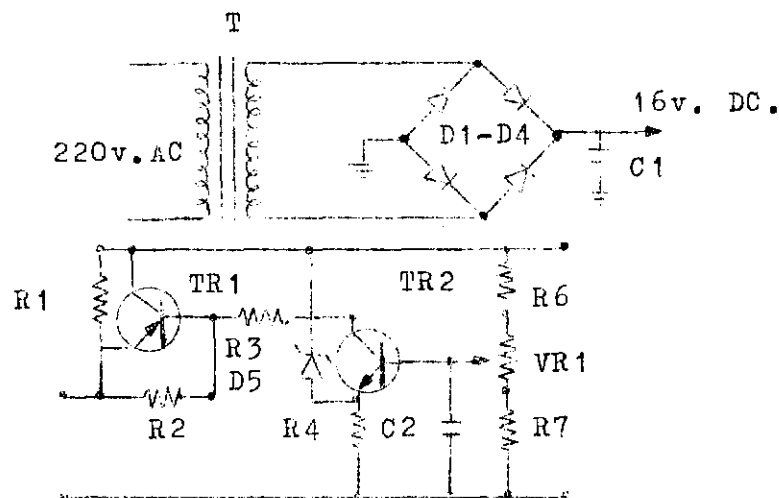 T
16v. DC.
D1-D4
220v. AC
C1
TR1
TR2
R1
R6
R3
D5
VR1
R2
R4
C2
R7